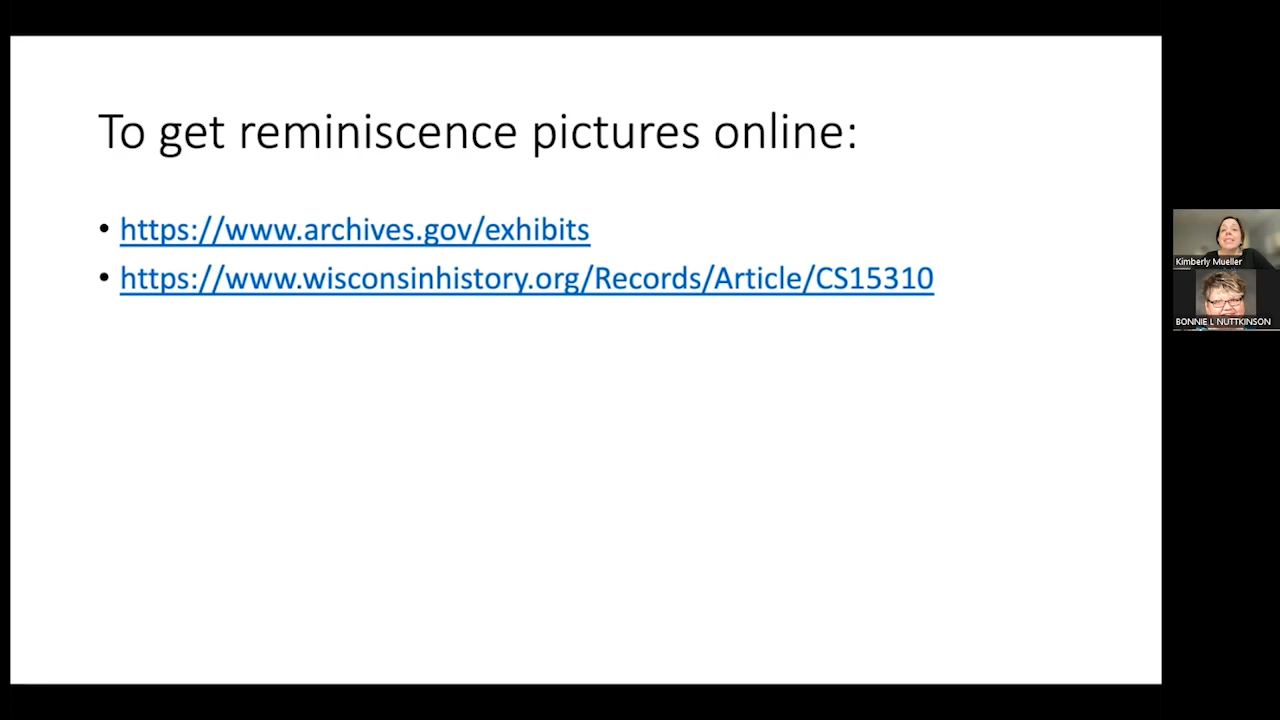 To get reminiscence pictures online:
• https://www.archives.gov/exhibits
• https://www.wisconsinhistory.org/Records/Article/CS15310
Kimberly Mueller
BONNIE L NUTTKINSON